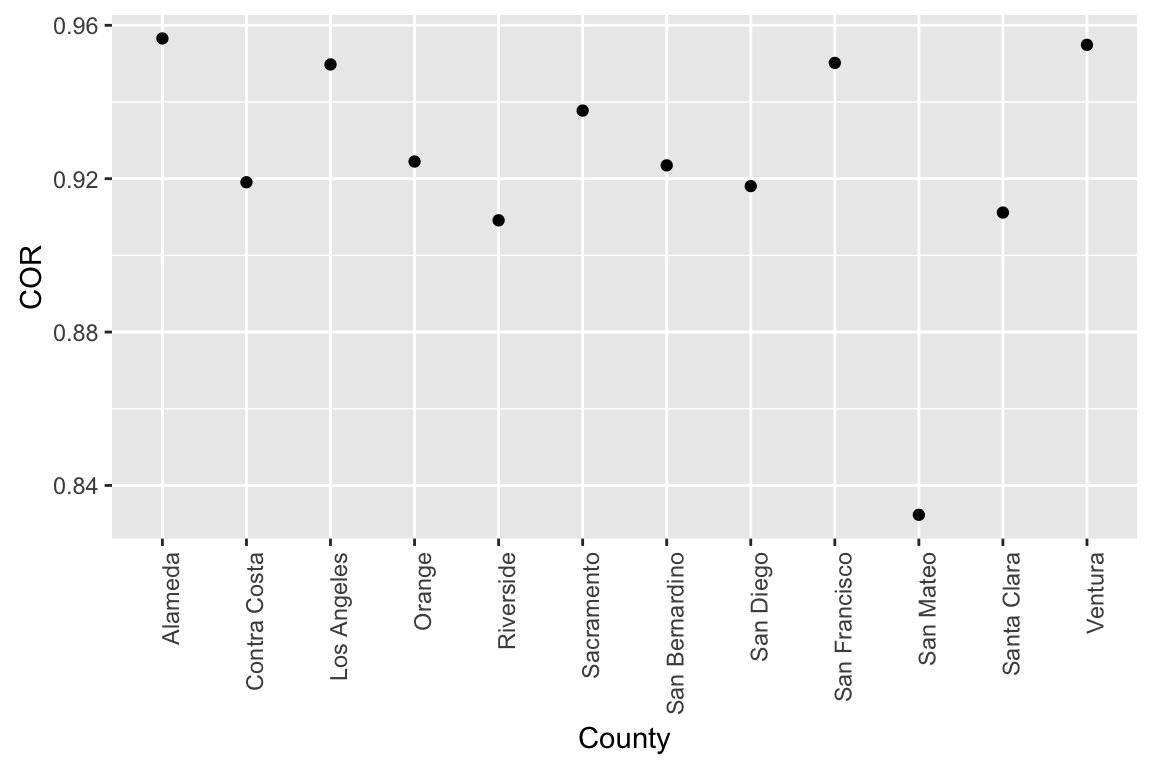 0.96
0.92
0.88
0.84
COR
Alameda
Contra Costa
Los Angeles
Orange
Riverside
Sacramento
San Bernardino
San Diego
San Francisco
San Mateo
Santa Clara
Ventura
County